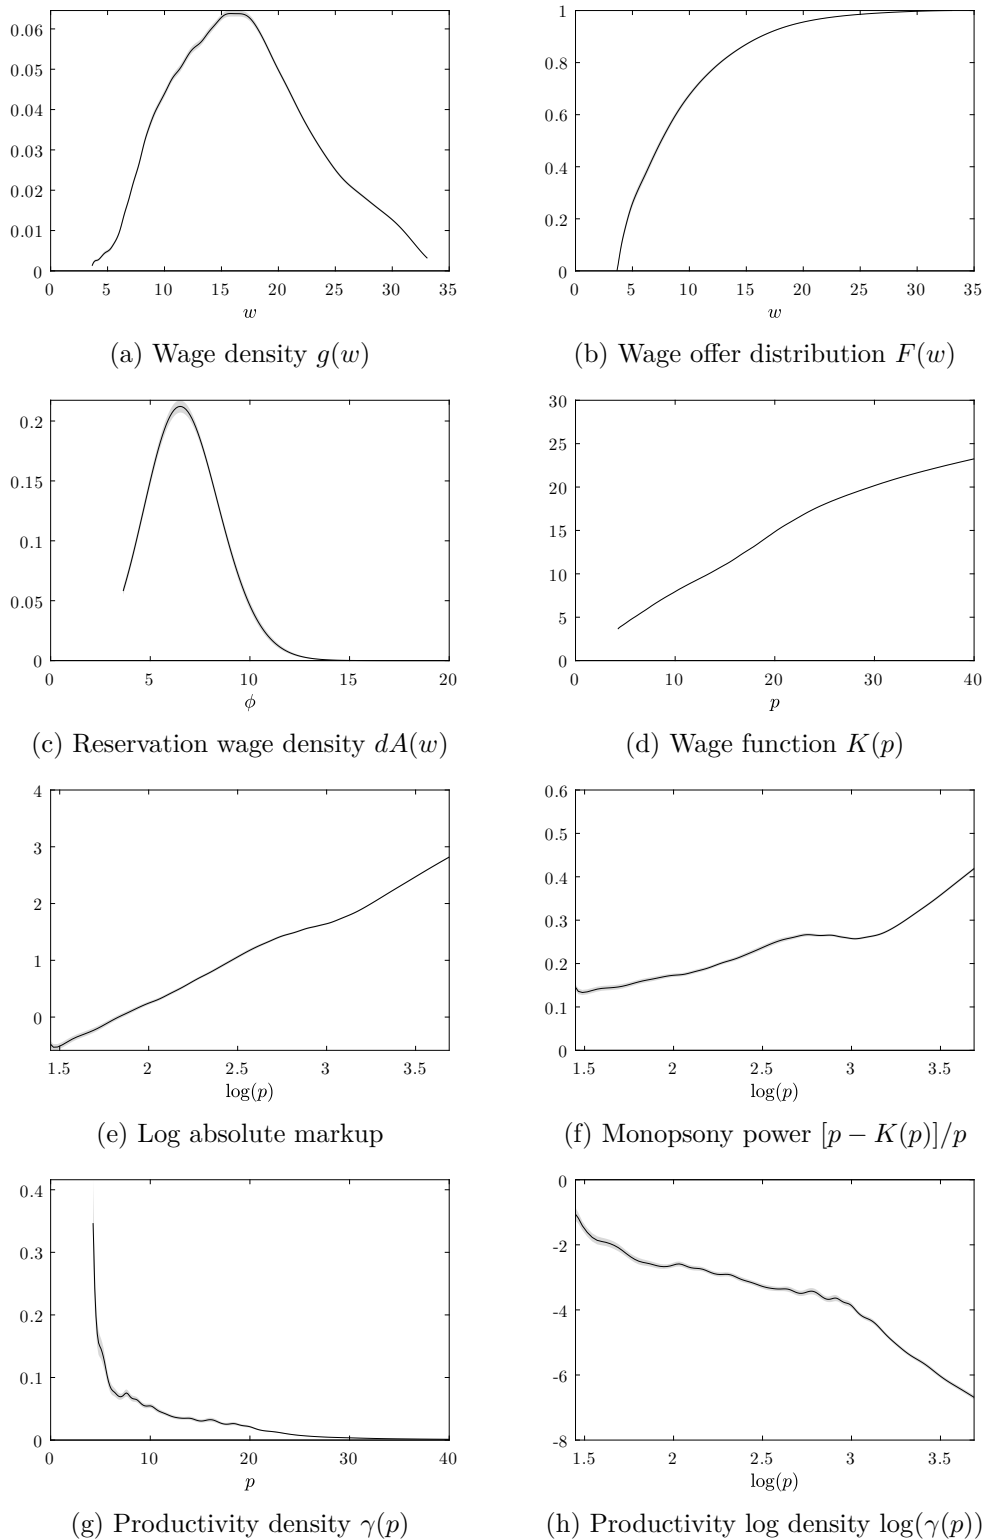 0.06
0.05
0.04
0.03
0.02
0.01
0
0 5 10 15 20 25 30 35
w
(a) Wage density g(w)
1
0.8
0.6
0.4
0.2
0
0 5 10 15 20 25 30 35
w
(b) Wage offer distribution F(w)
0.2
0.15
0.1
0.05
0
0 5 10 15 20
ϕ
(c) Reservation wage density dA(w)
30
25
20
15
10
5
0
0 10 20 30 40
p
(d) Wage function K(p)
4
3
2
1
0
1.5 2 2.5 3 3.5
log(p)
(e) Log absolute markup
0.6
0.5
0.4
0.3
0.2
0.1
0
1.5 2 2.5 3 3.5
log(p)
(f) Monopsony power [p − K(p)]/p
0.4
0.3
0.2
0.1
0
0 10 20 30 40
p
(g) Productivity density γ(p)
0
-2
-4
-6
-8
1.5 2 2.5 3 3.5
log(p)
(h) Productivity log density log(γ(p))